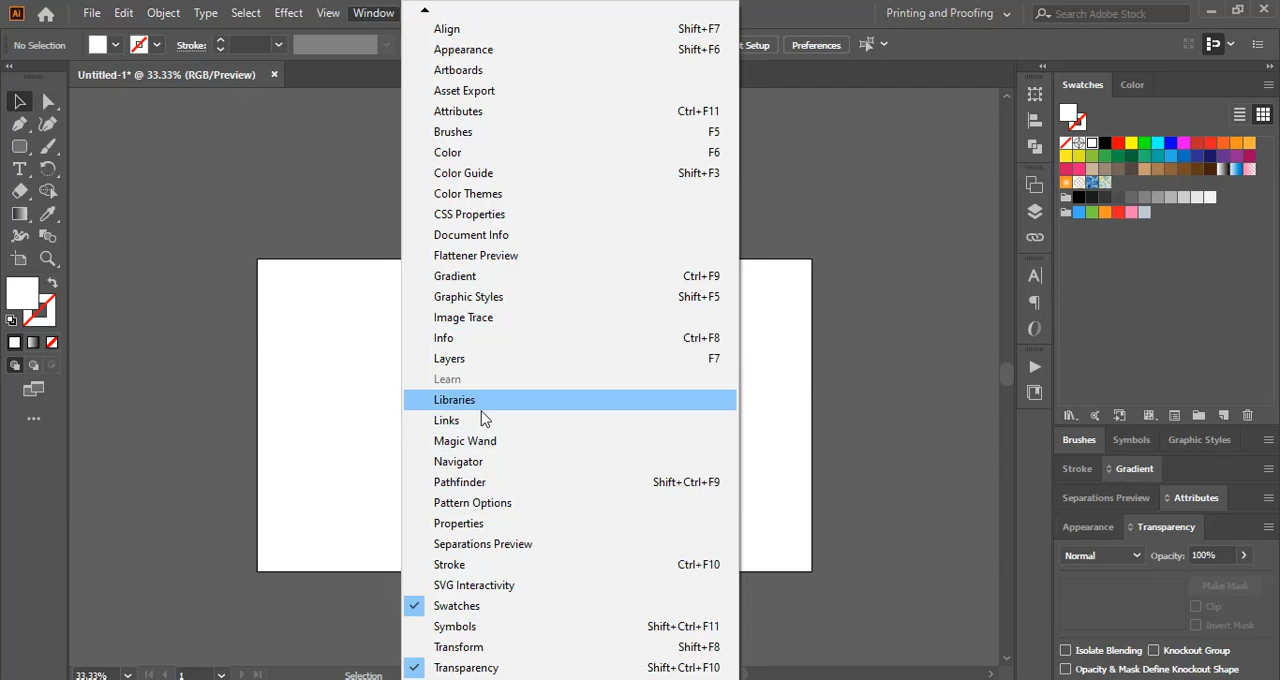 Ai File Edit Object Type Select Effect View Window Printing and Proofing Search Adobe Stock
No Selection Stroke: Setup Preferences
Untitled-1* @ 33.33% (RGB/Preview) ×
Align Shift+F7
Appearance Shift+F6
Artboards
Asset Export
Attributes Ctrl+F11
Brushes F5
Color F6
Color Guide Shift+F3
Color Themes
CSS Properties
Document Info
Flattener Preview
Gradient Ctrl+F9
Graphic Styles Shift+F5
Image Trace
Info Ctrl+F8
Layers F7
Learn
Libraries
Links
Magic Wand
Navigator
Pathfinder Shift+Ctrl+F9
Pattern Options
Properties
Separations Preview
Stroke Ctrl+F10
SVG Interactivity
Swatches
Symbols Shift+Ctrl+F11
Transform Shift+F8
Transparency Shift+Ctrl+F10
Swatches Color
Brushes Symbols Graphic Styles
Stroke Gradient
Separations Preview Attributes
Appearance Transparency
Normal Opacity: 100%
Make Mask
Clip
Invert Mask
Isolate Blending Knockout Group
Opacity & Mask Define Knockout Shape
33.33% 1 Selection